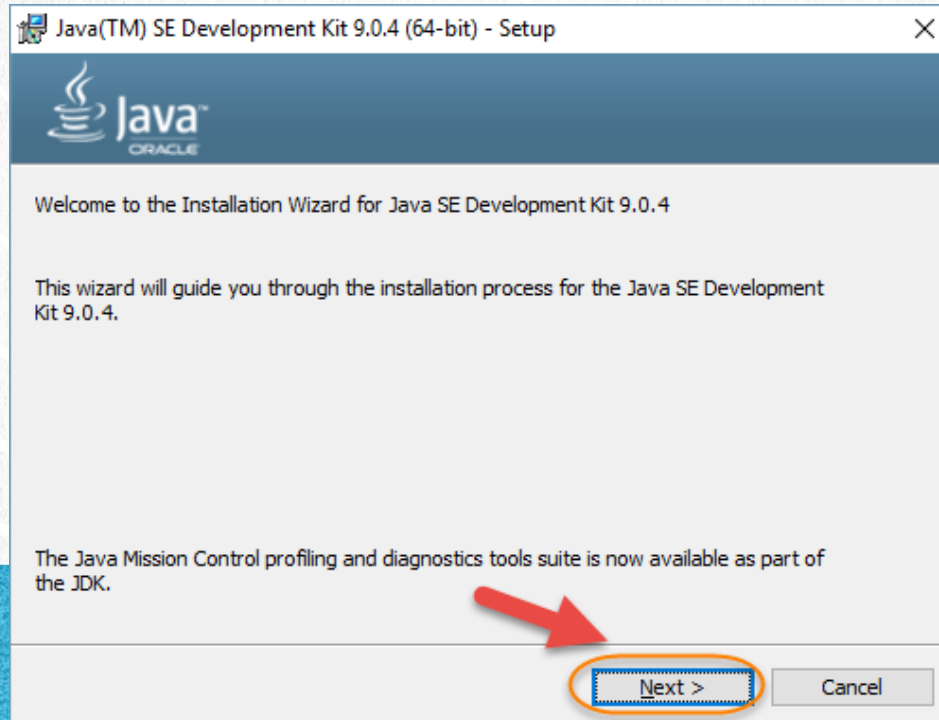 Java(TM) SE Development Kit 9.0.4 (64-bit) - Setup
Java™
ORACLE
Welcome to the Installation Wizard for Java SE Development Kit 9.0.4
This wizard will guide you through the installation process for the Java SE Development
Kit 9.0.4.
The Java Mission Control profiling and diagnostics tools suite is now available as part of
the JDK.
Next > Cancel